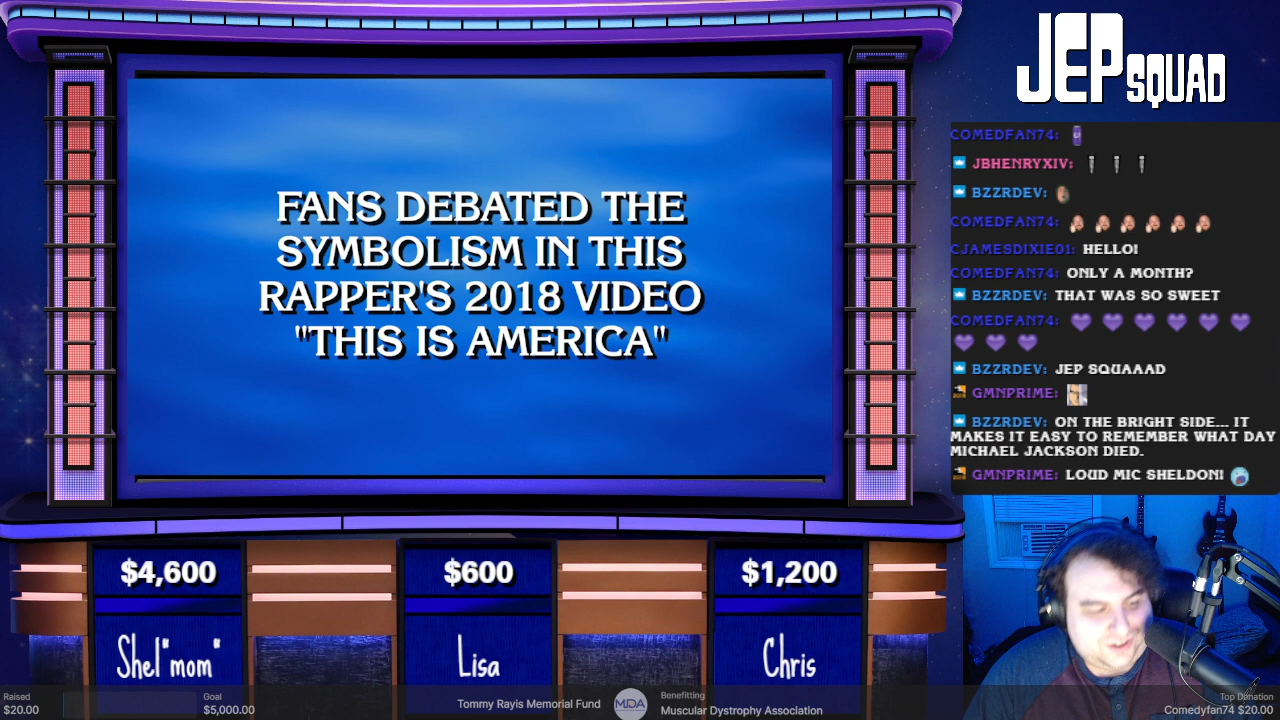 JEP SQUAD
FANS DEBATED THE
SYMBOLISM IN THIS
RAPPER'S 2018 VIDEO
"THIS IS AMERICA"
COMEDFAN74:
JBHENRYXIV:
BZZRDEV:
COMEDFAN74:
CJAMESDIXIE01: HELLO!
COMEDFAN74: ONLY A MONTH?
BZZRDEV: THAT WAS SO SWEET
COMEDFAN74:
BZZRDEV: JEP SQUAAAD
GMNPRIME:
BZZRDEV: ON THE BRIGHT SIDE... IT
MAKES IT EASY TO REMEMBER WHAT DAY
MICHAEL JACKSON DIED.
GMNPRIME: LOUD MIC SHELDON!
$4,600
$600
$1,200
Shel"mom"
Lisa
Chris
Raised
$20.00
Goal
$5,000.00
Tommy Rayis Memorial Fund
MDA
Benefitting
Muscular Dystrophy Association
Top Donation
Comedyfan74 $20.00